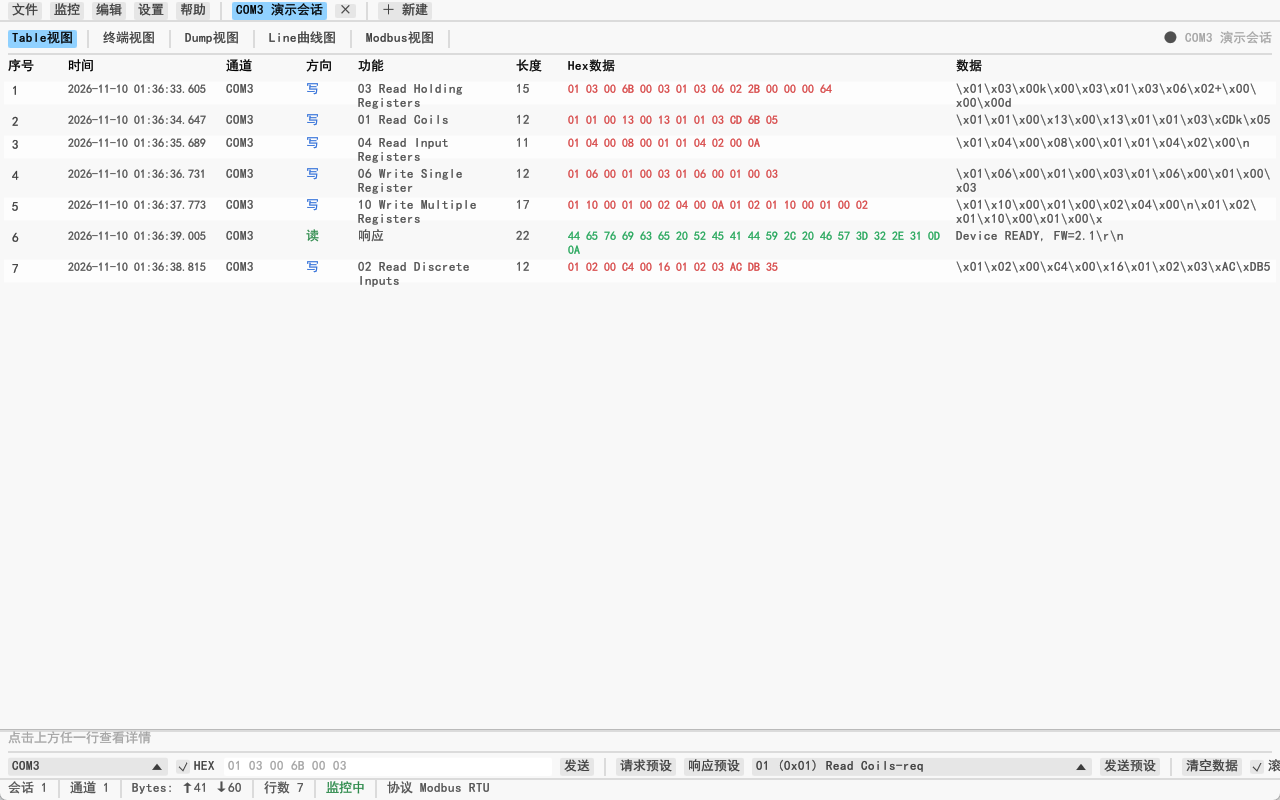 文件 监控 编辑 设置 帮助 COM3 演示会话 × + 新建
Table视图 终端视图 Dump视图 Line曲线图 Modbus视图 ● COM3 演示会话
序号 时间 通道 方向 功能 长度 Hex数据 数据
1 2026-11-10 01:36:33.605 COM3 写 03 Read Holding 15 01 03 00 6B 00 03 01 03 06 02 2B 00 00 00 64 \x01\x03\x00k\x00\x03\x01\x03\x06\x02+\x00\
Registers x00\x00d
2 2026-11-10 01:36:34.647 COM3 写 01 Read Coils 12 01 01 00 13 00 13 01 01 03 CD 6B 05 \x01\x01\x00\x13\x00\x13\x01\x01\x03\xCDk\x05
3 2026-11-10 01:36:35.689 COM3 写 04 Read Input 11 01 04 00 08 00 01 01 04 02 00 0A \x01\x04\x00\x08\x00\x01\x01\x04\x02\x00\n
Registers
4 2026-11-10 01:36:36.731 COM3 写 06 Write Single 12 01 06 00 01 00 03 01 06 00 01 00 03 \x01\x06\x00\x01\x00\x03\x01\x06\x00\x01\x00\
Register x03
5 2026-11-10 01:36:37.773 COM3 写 10 Write Multiple 17 01 10 00 01 00 02 04 00 0A 01 02 01 10 00 01 00 02 \x01\x10\x00\x01\x00\x02\x04\x00\n\x01\x02\
Registers x01\x10\x00\x01\x00\x
6 2026-11-10 01:36:39.005 COM3 读 响应 22 44 65 76 69 63 65 20 52 45 41 44 59 2C 20 46 57 3D 32 2E 31 0D Device READY, FW=2.1\r\n
0A
7 2026-11-10 01:36:38.815 COM3 写 02 Read Discrete 12 01 02 00 C4 00 16 01 02 03 AC DB 35 \x01\x02\x00\xC4\x00\x16\x01\x02\x03\xAC\xDB5
Inputs
点击上方任一行查看详情
COM3 ▲ ✓ HEX 01 03 00 6B 00 03 发送 请求预设 响应预设 01 (0x01) Read Coils-req ▲ 发送预设 清空数据 ✓ 滚
会话 1 通道 1 Bytes: ↑41 ↓60 行数 7 监控中 协议 Modbus RTU